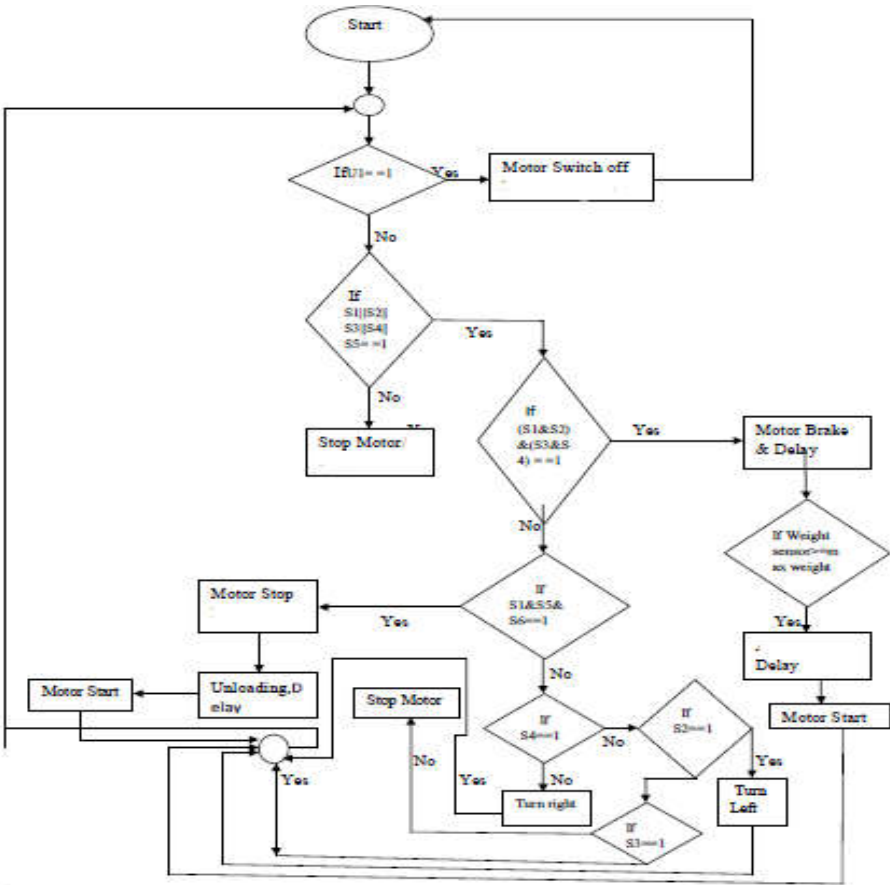 Start
IfU1==1
Yes
Motor Switch off
No
If
S1||S2||
S3||S4||
S5==1
Yes
No
Stop Motor/
If
(S1&S2)
&(S3&S
4) ==1
Yes
Motor Brake
& Delay
No
If Weight
sensor>=m
ax weight
Yes
Delay
Motor Start
If
S1&S5&
S6==1
Yes
Motor Stop
Unloading,D
elay
Motor Start
No
Stop Motor
If
S4==1
No
If
S2==1
Yes
Turn
Left
No
Yes
No
Turn right
Yes
If
S3==1